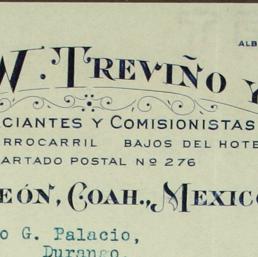 ALB
W. TREVIÑO Y
CIANTES Y COMISIONISTAS
RROCARRIL BAJOS DEL HOTE
ARTADO POSTAL Nº 276
EÓN, COAH., MEXICO
o G. Palacio,
Durango.